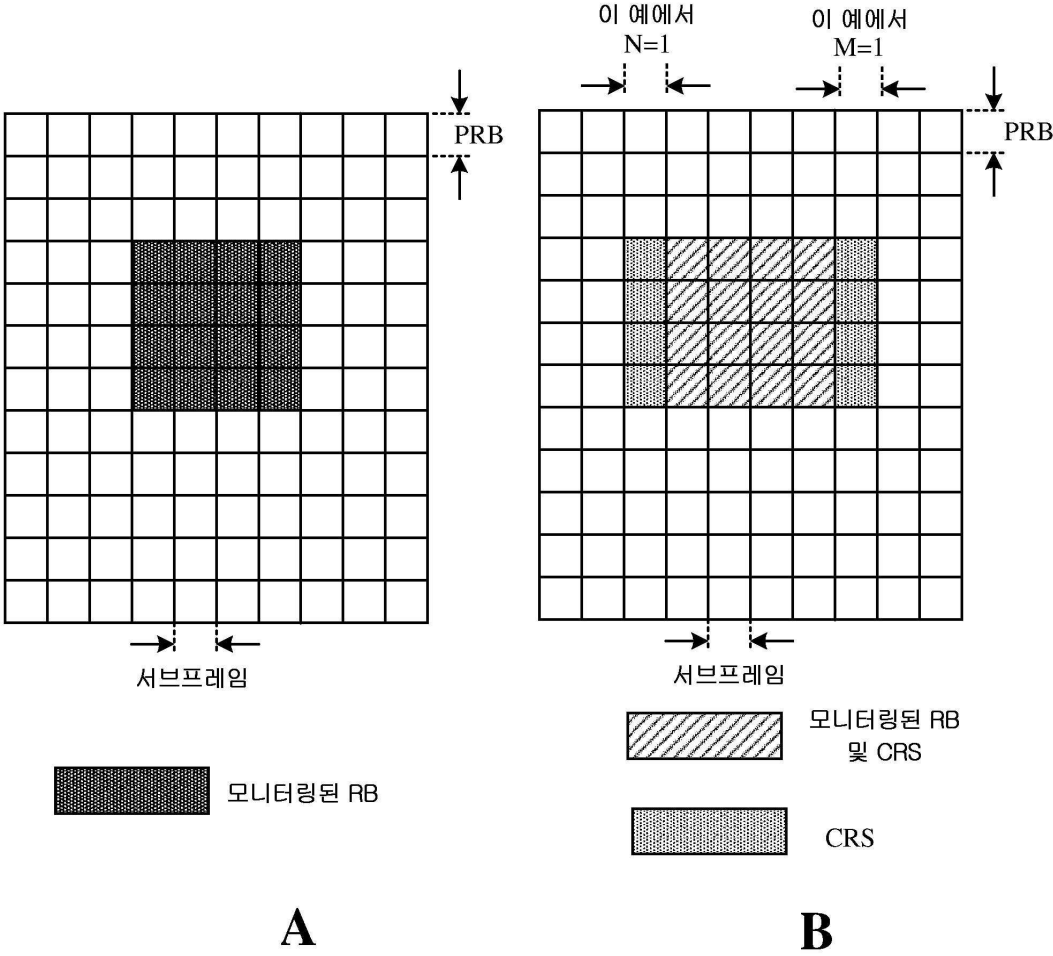 이 예에서
N=1
이 예에서
M=1
PRB
PRB
서브프레임
서브프레임
모니터링된 RB
모니터링된 RB
및 CRS
CRS
A
B